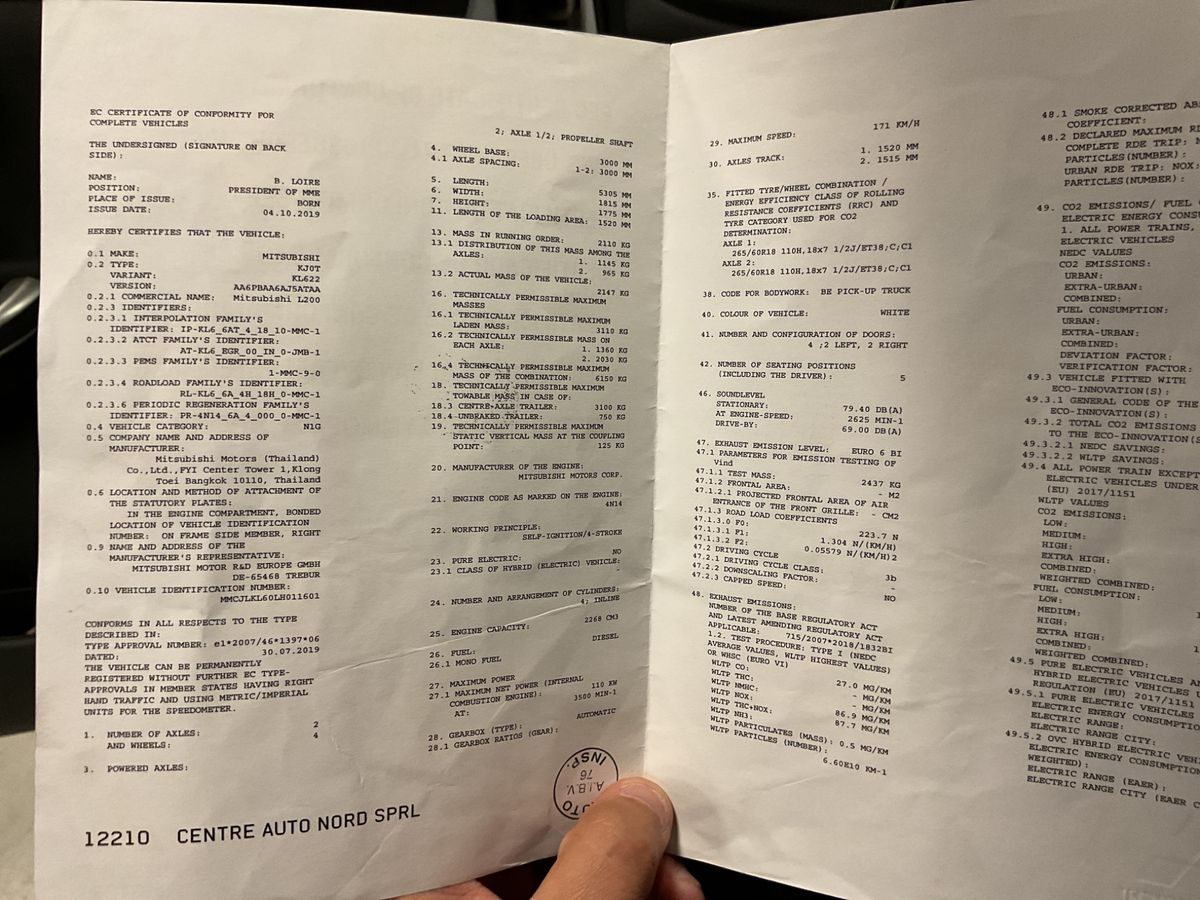 EC CERTIFICATE OF CONFORMITY FOR
COMPLETE VEHICLES
THE UNDERSIGNED (SIGNATURE ON BACK
SIDE):
NAME: B. LOIRE
POSITION: PRESIDENT OF MME
PLACE OF ISSUE: BORN
ISSUE DATE: 04.10.2019
HEREBY CERTIFIES THAT THE VEHICLE:
0.1 MAKE: MITSUBISHI
0.2 TYPE: KJ0T
VARIANT: KL622
VERSION: AA6PBAA6AJ5ATAA
0.2.1 COMMERCIAL NAME: Mitsubishi L200
0.2.3 IDENTIFIERS:
0.2.3.1 INTERPOLATION FAMILY'S
IDENTIFIER: IP-KL6_6AT_4_18_10-MMC-1
0.2.3.2 ATCT FAMILY'S IDENTIFIER:
AT-KL6_EGR_00_IN_0-JMB-1
0.2.3.3 PEMS FAMILY'S IDENTIFIER:
1-MMC-9-0
0.2.3.4 ROADLOAD FAMILY'S IDENTIFIER:
RL-KL6_6A_4H_18H_0-MMC-1
0.2.3.6 PERIODIC REGENERATION FAMILY'S
IDENTIFIER: PR-4N14_6A_4_000_0-MMC-1
0.4 VEHICLE CATEGORY: N1G
0.5 COMPANY NAME AND ADDRESS OF
MANUFACTURER:
Mitsubishi Motors (Thailand)
Co.,Ltd.,FYI Center Tower 1,Klong
Toei Bangkok 10110, Thailand
0.6 LOCATION AND METHOD OF ATTACHMENT OF
THE STATUTORY PLATES:
IN THE ENGINE COMPARTMENT, BONDED
LOCATION OF VEHICLE IDENTIFICATION
NUMBER: ON FRAME SIDE MEMBER, RIGHT
0.9 NAME AND ADDRESS OF THE
MANUFACTURER'S REPRESENTATIVE:
MITSUBISHI MOTOR R&D EUROPE GMBH
DE-65468 TREBUR
0.10 VEHICLE IDENTIFICATION NUMBER:
MMCJLKL60LH011601
CONFORMS IN ALL RESPECTS TO THE TYPE
DESCRIBED IN:
TYPE APPROVAL NUMBER: e1*2007/46*1397*06
DATED: 30.07.2019
THE VEHICLE CAN BE PERMANENTLY
REGISTERED WITHOUT FURTHER EC TYPE-
APPROVALS IN MEMBER STATES HAVING RIGHT
HAND TRAFFIC AND USING METRIC/IMPERIAL
UNITS FOR THE SPEEDOMETER.
1. NUMBER OF AXLES: 2
AND WHEELS: 4
3. POWERED AXLES:
12210 CENTRE AUTO NORD SPRL
2; AXLE 1/2; PROPELLER SHAFT
4. WHEEL BASE: 3000 MM
4.1 AXLE SPACING: 1-2: 3000 MM
5. LENGTH: 5305 MM
6. WIDTH: 1815 MM
7. HEIGHT: 1775 MM
11. LENGTH OF THE LOADING AREA: 1520 MM
13. MASS IN RUNNING ORDER: 2110 KG
13.1 DISTRIBUTION OF THIS MASS AMONG THE
AXLES: 1. 1145 KG
2. 965 KG
13.2 ACTUAL MASS OF THE VEHICLE:
2147 KG
16. TECHNICALLY PERMISSIBLE MAXIMUM
MASSES
16.1 TECHNICALLY PERMISSIBLE MAXIMUM
LADEN MASS: 3110 KG
16.2 TECHNICALLY PERMISSIBLE MASS ON
EACH AXLE: 1. 1360 KG
2. 2030 KG
16.4 TECHNICALLY PERMISSIBLE MAXIMUM
MASS OF THE COMBINATION: 6150 KG
18. TECHNICALLY PERMISSIBLE MAXIMUM
TOWABLE MASS IN CASE OF:
18.3 CENTRE-AXLE TRAILER: 3100 KG
18.4 UNBRAKED TRAILER: 750 KG
19. TECHNICALLY PERMISSIBLE MAXIMUM
STATIC VERTICAL MASS AT THE COUPLING
POINT: 125 KG
20. MANUFACTURER OF THE ENGINE:
MITSUBISHI MOTORS CORP.
21. ENGINE CODE AS MARKED ON THE ENGINE:
4N14
22. WORKING PRINCIPLE:
SELF-IGNITION/4-STROKE
23. PURE ELECTRIC: NO
23.1 CLASS OF HYBRID (ELECTRIC) VEHICLE:
-
24. NUMBER AND ARRANGEMENT OF CYLINDERS:
4; INLINE
25. ENGINE CAPACITY: 2268 CM3
26. FUEL: DIESEL
26.1 MONO FUEL
27. MAXIMUM POWER
27.1 MAXIMUM NET POWER (INTERNAL
COMBUSTION ENGINE): 110 KW
AT: 3500 MIN-1
28. GEARBOX (TYPE): AUTOMATIC
28.1 GEARBOX RATIOS (GEAR):
A.I.B.V.
76
INSP.
29. MAXIMUM SPEED: 171 KM/H
30. AXLES TRACK: 1. 1520 MM
2. 1515 MM
35. FITTED TYRE/WHEEL COMBINATION /
ENERGY EFFICIENCY CLASS OF ROLLING
RESISTANCE COEFFICIENTS (RRC) AND
TYRE CATEGORY USED FOR CO2
DETERMINATION:
AXLE 1:
265/60R18 110H,18x7 1/2J/ET38;C;C1
AXLE 2:
265/60R18 110H,18x7 1/2J/ET38;C;C1
38. CODE FOR BODYWORK: BE PICK-UP TRUCK
40. COLOUR OF VEHICLE: WHITE
41. NUMBER AND CONFIGURATION OF DOORS:
4 ;2 LEFT, 2 RIGHT
42. NUMBER OF SEATING POSITIONS
(INCLUDING THE DRIVER): 5
46. SOUNDLEVEL
STATIONARY: 79.40 DB(A)
AT ENGINE-SPEED: 2625 MIN-1
DRIVE-BY: 69.00 DB(A)
47. EXHAUST EMISSION LEVEL: EURO 6 BI
47.1 PARAMETERS FOR EMISSION TESTING OF
Vind
47.1.1 TEST MASS: 2437 KG
47.1.2 FRONTAL AREA: - M2
47.1.2.1 PROJECTED FRONTAL AREA OF AIR
ENTRANCE OF THE FRONT GRILLE: - CM2
47.1.3 ROAD LOAD COEFFICIENTS
47.1.3.0 F0: 223.7 N
47.1.3.1 F1: 1.304 N/(KM/H)
47.1.3.2 F2: 0.05579 N/(KM/H)2
47.2 DRIVING CYCLE
47.2.1 DRIVING CYCLE CLASS: 3b
47.2.2 DOWNSCALING FACTOR: -
47.2.3 CAPPED SPEED: NO
48. EXHAUST EMISSIONS:
NUMBER OF THE BASE REGULATORY ACT
AND LATEST AMENDING REGULATORY ACT
APPLICABLE: 715/2007*2018/1832BI
1.2. TEST PROCEDURE: TYPE I (NEDC
AVERAGE VALUES, WLTP HIGHEST VALUES)
OR WHSC (EURO VI)
WLTP CO: 27.0 MG/KM
WLTP THC: - MG/KM
WLTP NMHC: - MG/KM
WLTP NOX: 86.9 MG/KM
WLTP THC+NOX: 87.7 MG/KM
WLTP NH3:
WLTP PARTICULATES (MASS): 0.5 MG/KM
WLTP PARTICLES (NUMBER):
6.60E10 KM-1
48.1 SMOKE CORRECTED
COEFFICIENT:
48.2 DECLARED MAXIMUM
COMPLETE RDE TRIP:
PARTICLES(NUMBER):
URBAN RDE TRIP: NOX:
PARTICLES(NUMBER):
49. CO2 EMISSIONS/ FUEL
ELECTRIC ENERGY
1. ALL POWER TRAINS,
ELECTRIC VEHICLES
NEDC VALUES
CO2 EMISSIONS:
URBAN:
EXTRA-URBAN:
COMBINED:
FUEL CONSUMPTION:
URBAN:
EXTRA-URBAN:
COMBINED:
DEVIATION FACTOR:
VERIFICATION FACTOR:
49.3 VEHICLE FITTED WITH
ECO-INNOVATION(S):
49.3.1 GENERAL CODE OF THE
ECO-INNOVATION(S):
49.3.2 TOTAL CO2 EMISSIONS
TO THE ECO-INNOVATION(S
49.3.2.1 NEDC SAVINGS:
49.3.2.2 WLTP SAVINGS:
49.4 ALL POWER TRAIN EXCEPT
ELECTRIC VEHICLES UNDER
(EU) 2017/1151
WLTP VALUES
CO2 EMISSIONS:
LOW:
MEDIUM:
HIGH:
EXTRA HIGH:
COMBINED:
WEIGHTED COMBINED:
FUEL CONSUMPTION:
LOW:
MEDIUM:
HIGH:
EXTRA HIGH:
COMBINED:
WEIGHTED COMBINED:
49.5 PURE ELECTRIC VEHICLES
HYBRID ELECTRIC VEHICLES
REGULATION (EU) 2017/1151
49.5.1 PURE ELECTRIC VEHICLES
ELECTRIC ENERGY
ELECTRIC RANGE:
ELECTRIC RANGE CITY:
49.5.2 OVC HYBRID ELECTRIC
ELECTRIC ENERGY
WEIGHTED):
ELECTRIC RANGE (EAER):
ELECTRIC RANGE CITY (EAER